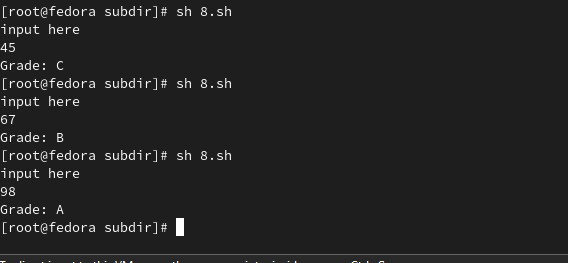 [root@fedora subdir]# sh 8.sh
input here
45
Grade: C
[root@fedora subdir]# sh 8.sh
input here
67
Grade: B
[root@fedora subdir]# sh 8.sh
input here
98
Grade: A
[root@fedora subdir]#